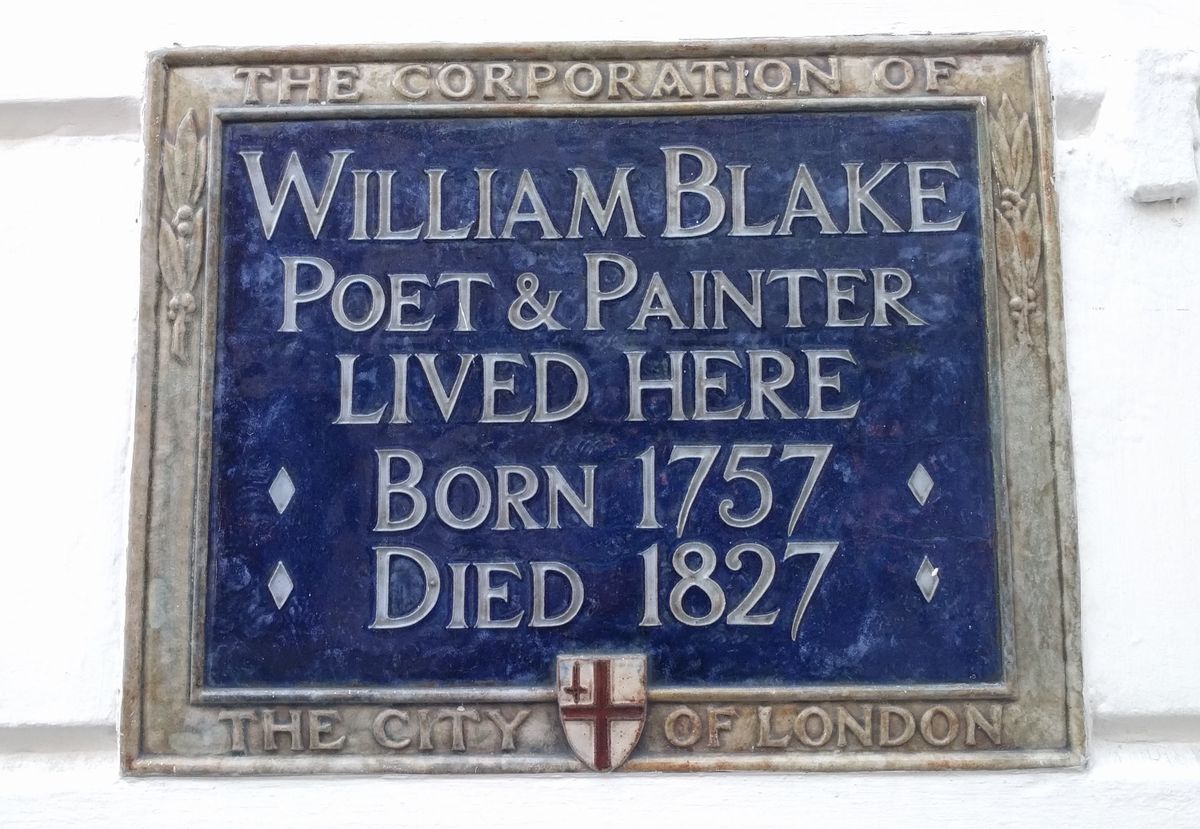 THE CORPORATION OF
WILLIAM BLAKE
POET & PAINTER
LIVED HERE
BORN 1757
DIED 1827
THE CITY OF LONDON